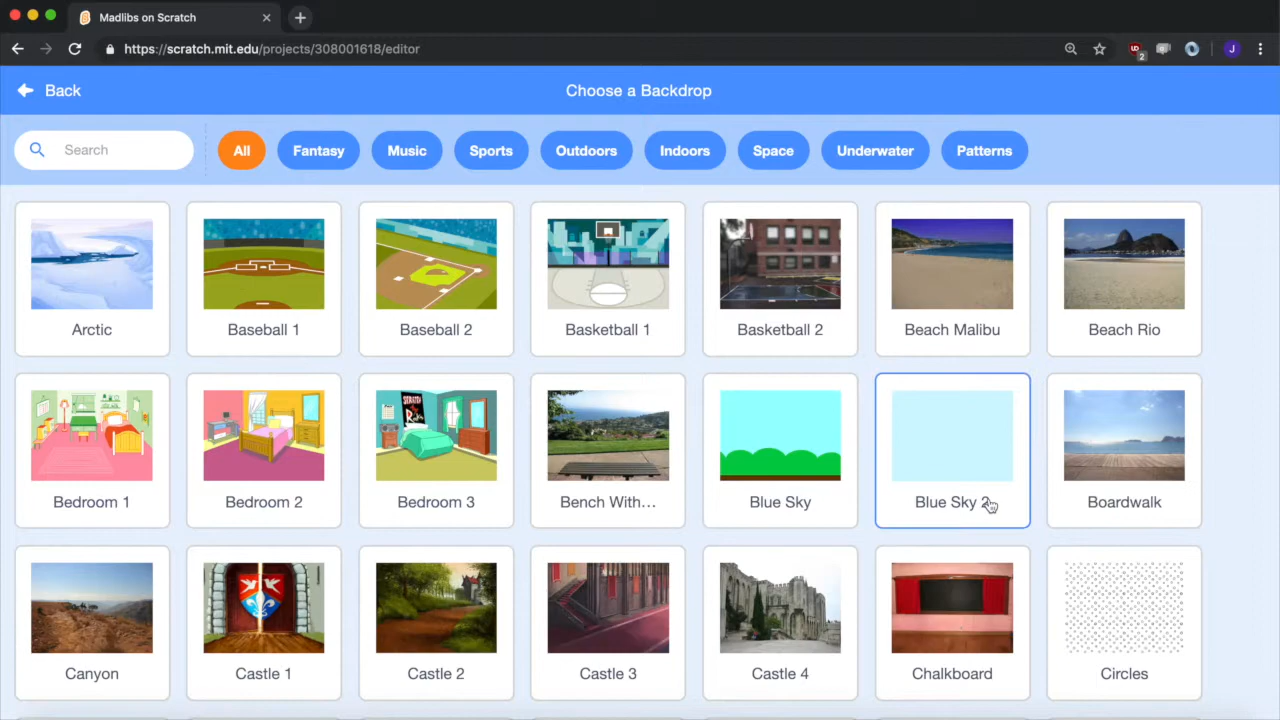 Madlibs on Scratch
https://scratch.mit.edu/projects/308001618/editor
2
J
Back
Choose a Backdrop
Search
All
Fantasy
Music
Sports
Outdoors
Indoors
Space
Underwater
Patterns
Arctic
Baseball 1
Baseball 2
Basketball 1
Basketball 2
Beach Malibu
Beach Rio
SCRATCH
Bedroom 1
Bedroom 2
Bedroom 3
Bench With...
Blue Sky
Blue Sky 2
Boardwalk
Canyon
Castle 1
Castle 2
Castle 3
Castle 4
Chalkboard
Circles